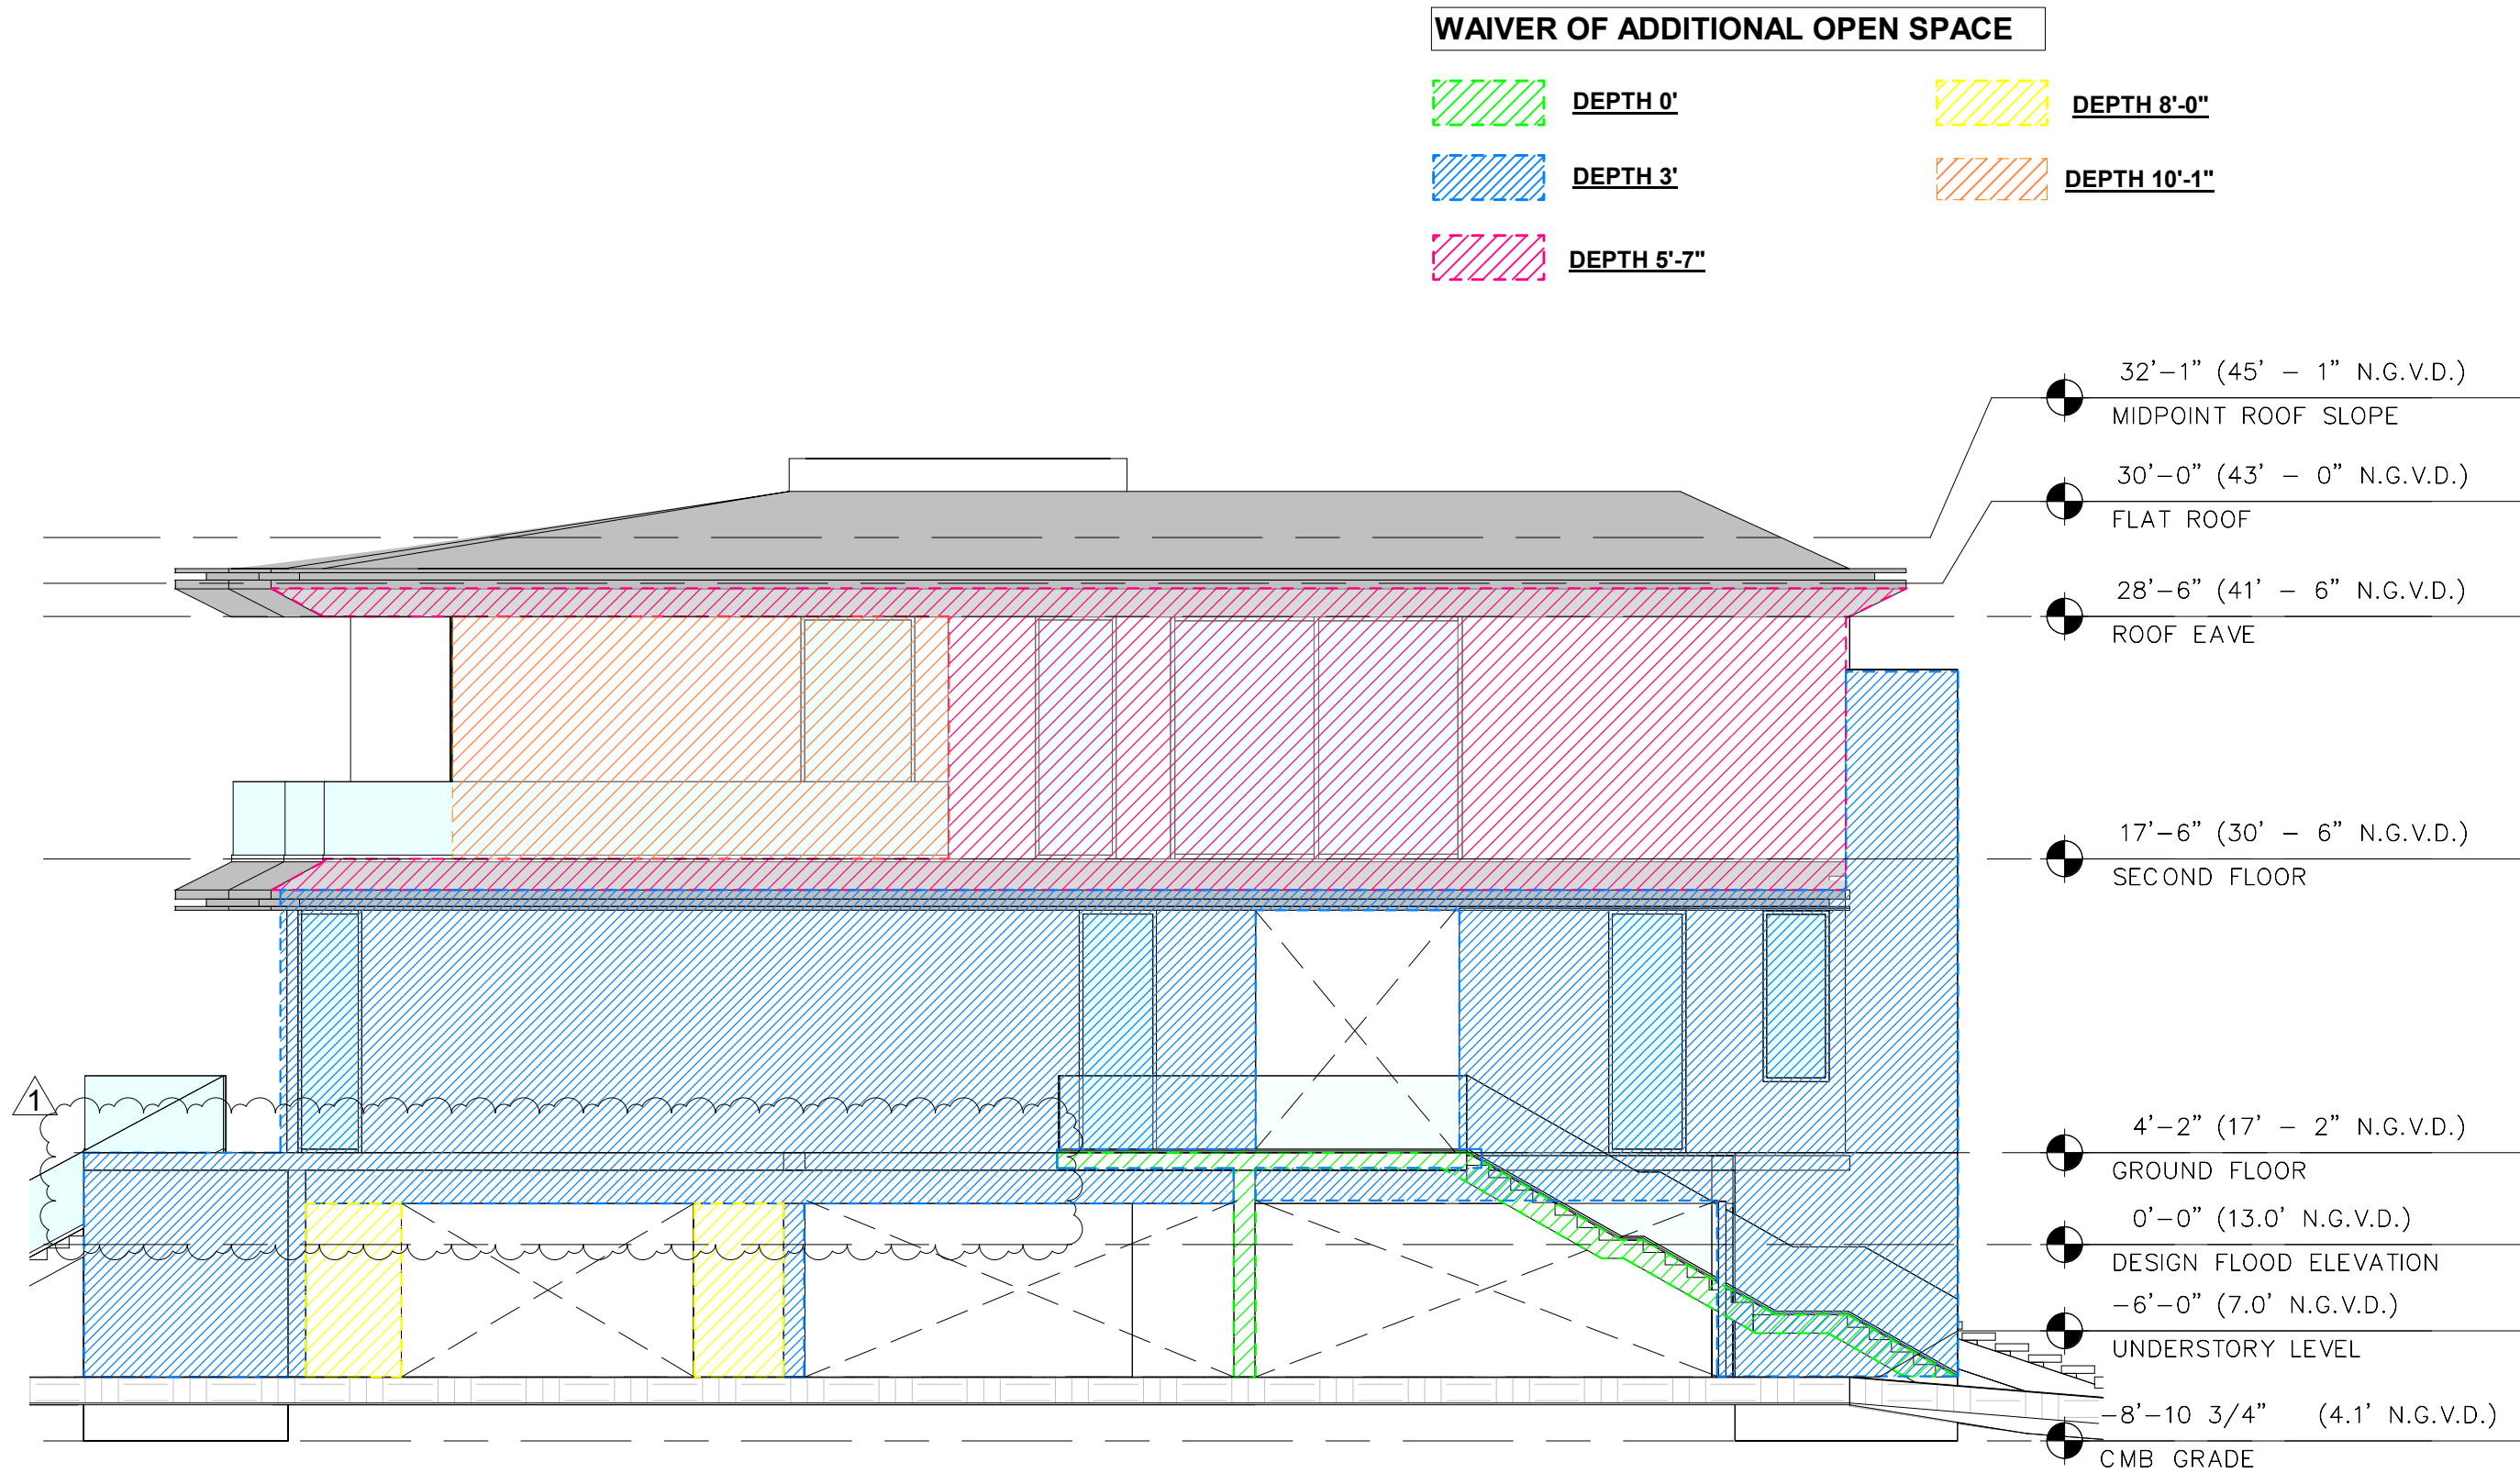 WAIVER OF ADDITIONAL OPEN SPACE
DEPTH 0'
DEPTH 8'-0"
DEPTH 3'
DEPTH 10'-1"
DEPTH 5'-7"
32'-1" (45' - 1" N.G.V.D.)
MIDPOINT ROOF SLOPE
30'-0" (43' - 0" N.G.V.D.)
FLAT ROOF
28'-6" (41' - 6" N.G.V.D.)
ROOF EAVE
17'-6" (30' - 6" N.G.V.D.)
SECOND FLOOR
1
4'-2" (17' - 2" N.G.V.D.)
GROUND FLOOR
0'-0" (13.0' N.G.V.D.)
DESIGN FLOOD ELEVATION
-6'-0" (7.0' N.G.V.D.)
UNDERSTORY LEVEL
-8'-10 3/4" (4.1' N.G.V.D.)
CMB GRADE